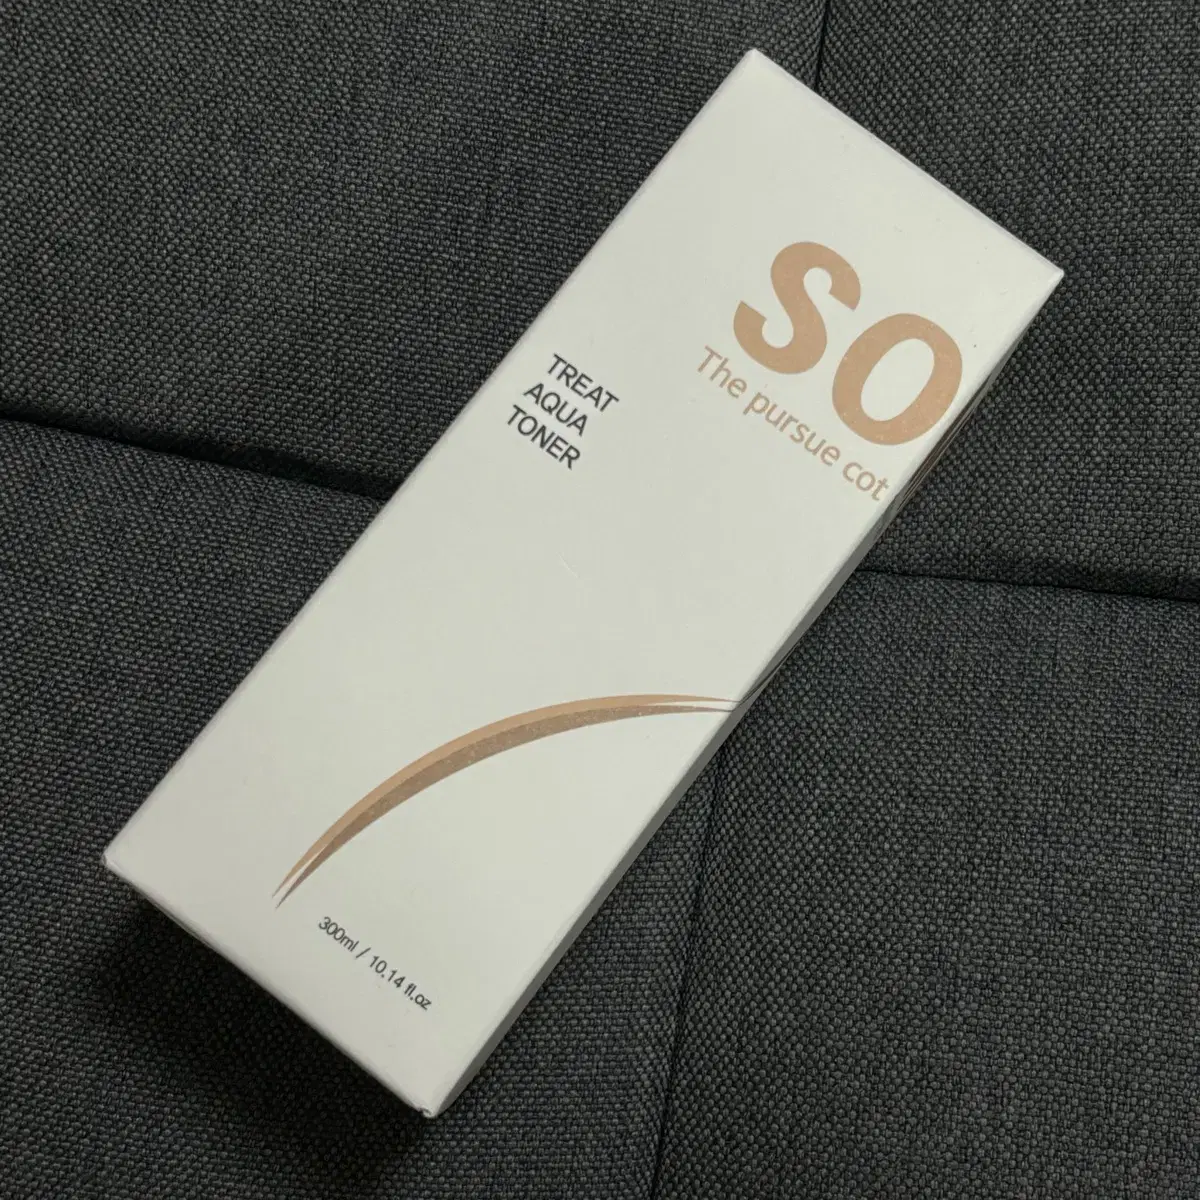 SO
The pursue cot
TREAT
AQUA
TONER
300ml / 10.14 fl.oz